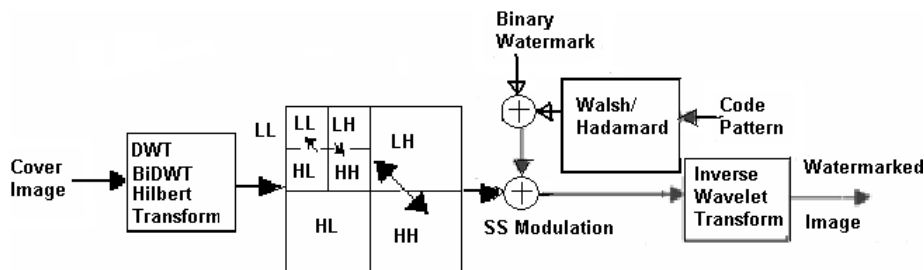 Binary
Watermark
Walsh/
Hadamard
Code
Pattern
Cover
Image
DWT
BiDWT
Hilbert
Transform
LL
LL
LH
HL
HH
LH
HL
HH
SS Modulation
Inverse
Wavelet
Transform
Watermarked
Image